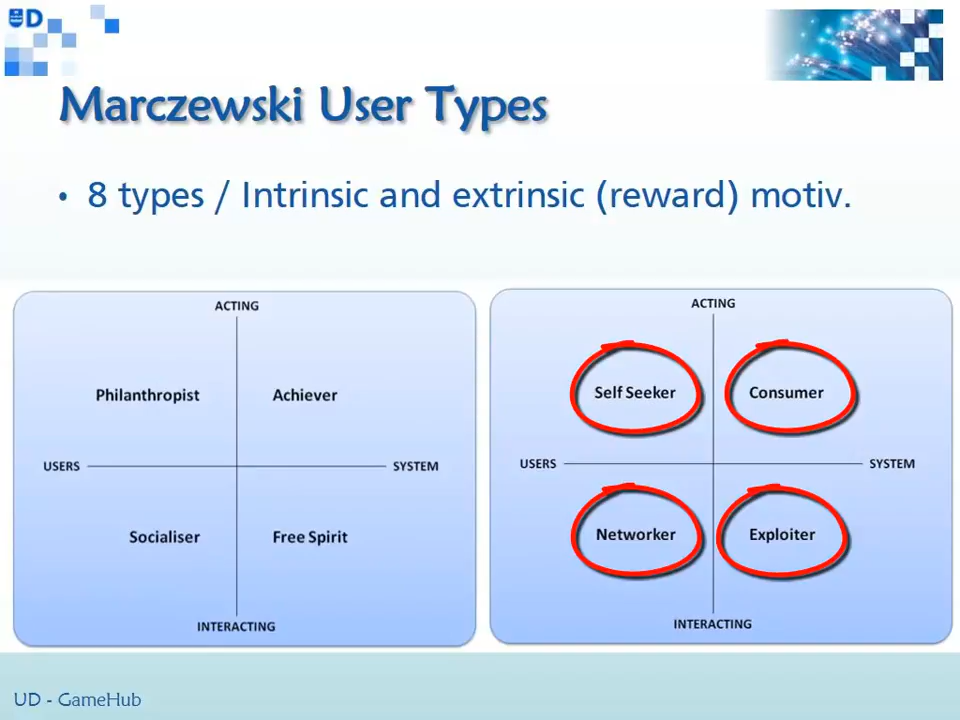 UD
Marczewski User Types
• 8 types / Intrinsic and extrinsic (reward) motiv.
ACTING
Philanthropist
Achiever
USERS
SYSTEM
Socialiser
Free Spirit
INTERACTING
ACTING
Self Seeker
Consumer
USERS
SYSTEM
Networker
Exploiter
INTERACTING
UD - GameHub